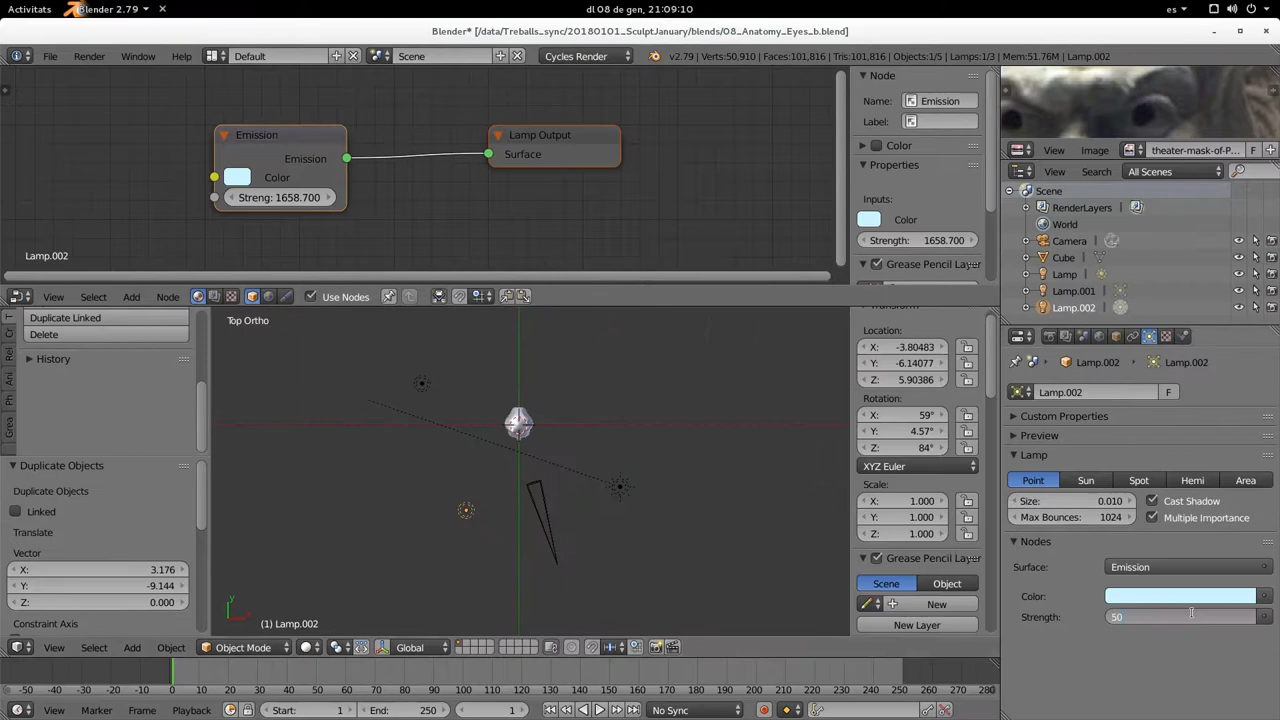 Activitats
Blender 2.79
dl 08 de gen, 21:09:10
es
Blender* [/data/Treballs_sync/20180101_SculptJanuary/blends/08_Anatomy_Eyes_b.blend]
File
Render
Window
Help
Default
Scene
Cycles Render
v2.79 | Verts:50,910 | Faces:101,816 | Tris:101,816 | Objects:1/5 | Lamps:1/3 | Mem:51.76M | Lamp.002
Emission
Emission
Color
Streng: 1658.700
Lamp Output
Surface
Lamp.002
Node
Name:
Emission
Label:
Color
Properties
Inputs:
Color
Strength: 1658.700
Grease Pencil Layer
View
Select
Add
Node
Use Nodes
Duplicate Linked
Delete
History
Duplicate Objects
Duplicate Objects
Linked
Translate
Vector
X: 3.176
Y: -9.144
Z: 0.000
Constraint Axis
Top Ortho
(1) Lamp.002
Transform
Location:
X: -3.80483
Y: -6.14077
Z: 5.90386
Rotation:
X: 59°
Y: 4.57°
Z: 84°
XYZ Euler
Scale:
X: 1.000
Y: 1.000
Z: 1.000
Grease Pencil Layer
Scene
Object
New
New Layer
View
Select
Add
Object
Object Mode
Global
-50 -40 -30 -20 -10 0 10 20 30 40 50 60 70 80 90 100 110 120 130 140 150 160 170 180 190 200 210 220 230 240 250 260 270 280
View
Marker
Frame
Playback
Start: 1
End: 250
1
No Sync
View
Image
theater-mask-of-P...
F
View
Search
All Scenes
Scene
RenderLayers
World
Camera
Cube
Lamp
Lamp.001
Lamp.002
Lamp.002
Lamp.002
Lamp.002
F
Custom Properties
Preview
Lamp
Point
Sun
Spot
Hemi
Area
Size: 0.010
Cast Shadow
Max Bounces: 1024
Multiple Importance
Nodes
Surface:
Emission
Color:
Strength:
50